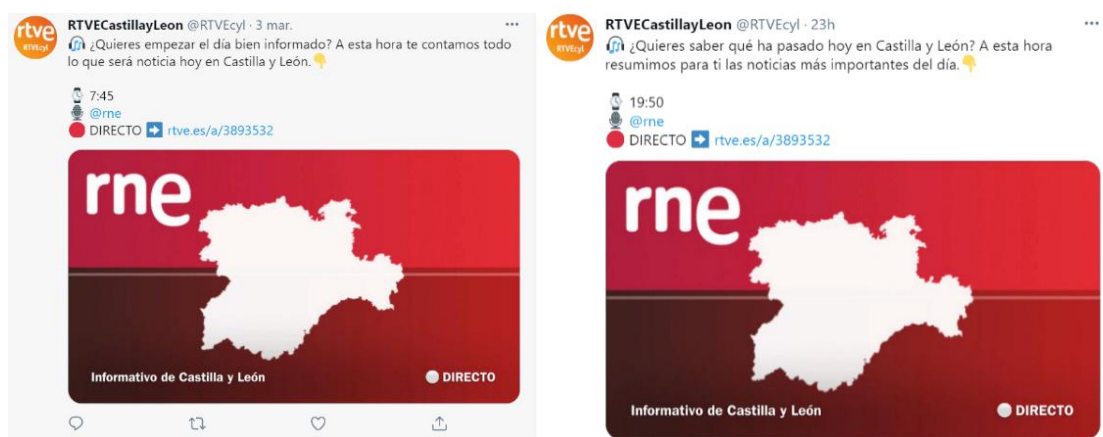 rtve
RTVEcyl
RTVECastillayLeon @RTVEcyl · 3 mar.
¿Quieres empezar el día bien informado? A esta hora te contamos todo
lo que será noticia hoy en Castilla y León.
7:45
@rne
DIRECTO rtve.es/a/3893532
rne
Informativo de Castilla y León
DIRECTO
rtve
RTVEcyl
RTVECastillayLeon @RTVEcyl · 23h
¿Quieres saber qué ha pasado hoy en Castilla y León? A esta hora
resumimos para ti las noticias más importantes del día.
19:50
@rne
DIRECTO rtve.es/a/3893532
rne
Informativo de Castilla y León
DIRECTO